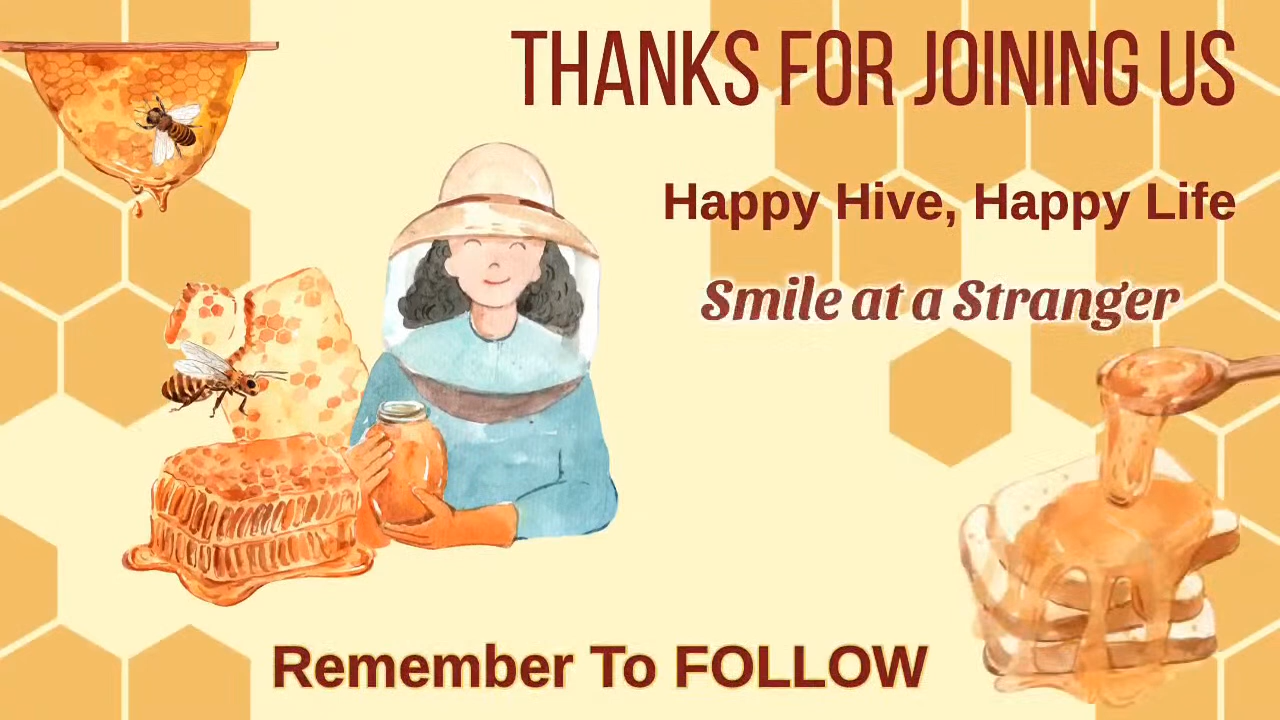 THANKS FOR JOINING US
Happy Hive, Happy Life
Smile at a Stranger
Remember To FOLLOW